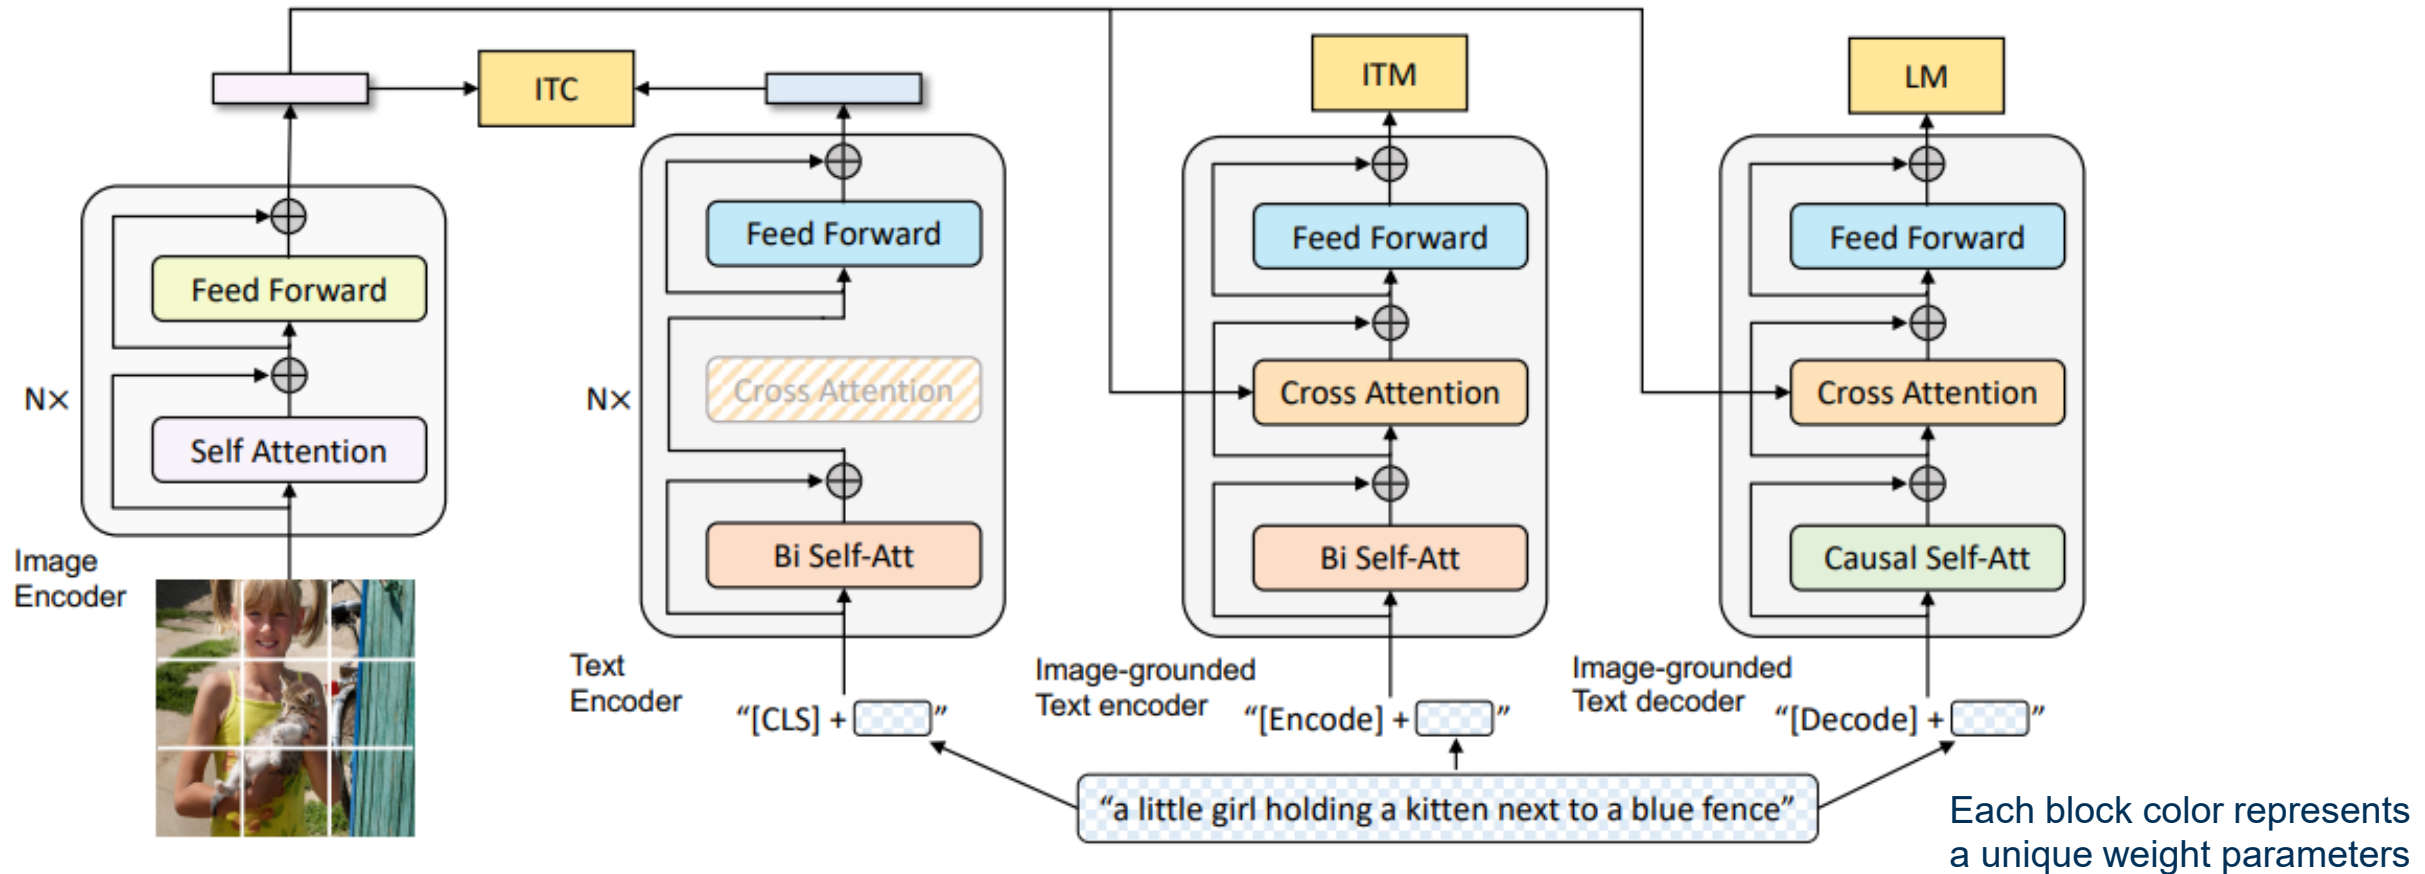 ITC
ITM
LM
Feed Forward
Self Attention
N×
Image
Encoder
Feed Forward
Cross Attention
Bi Self-Att
N×
Text
Encoder
“[CLS] + ”
Feed Forward
Cross Attention
Bi Self-Att
Image-grounded
Text encoder
“[Encode] + ”
Feed Forward
Cross Attention
Causal Self-Att
Image-grounded
Text decoder
“[Decode] + ”
“a little girl holding a kitten next to a blue fence”
Each block color represents
a unique weight parameters